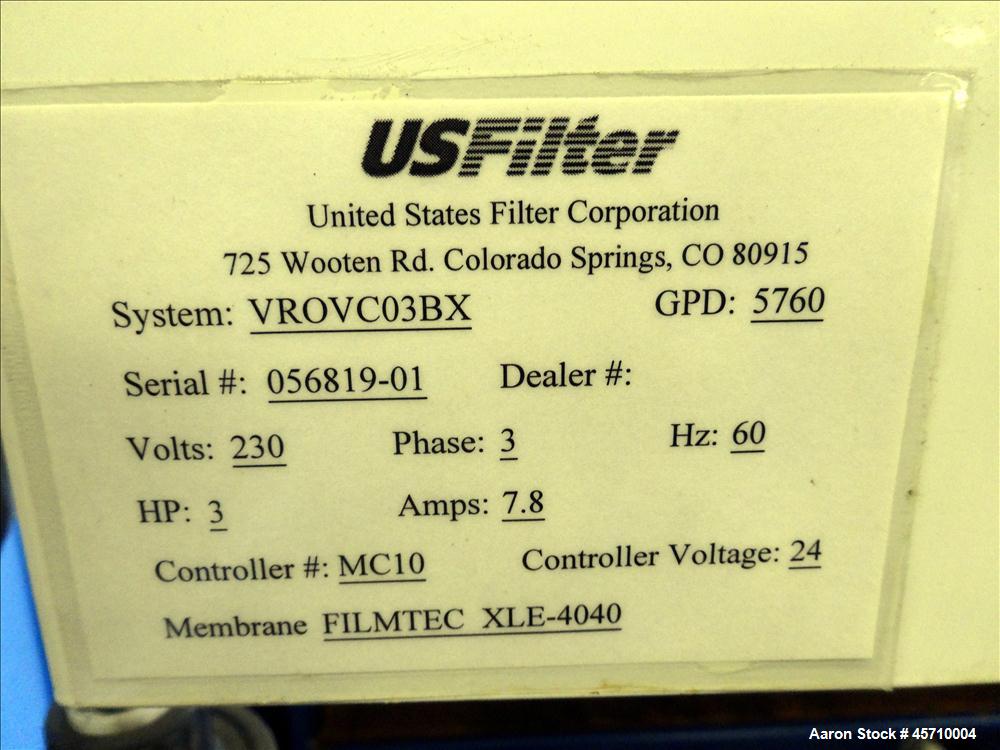 USFilter
United States Filter Corporation
725 Wooten Rd. Colorado Springs, CO 80915
System: VROVC03BX GPD: 5760
Serial #: 056819-01 Dealer #:
Volts: 230 Phase: 3 Hz: 60
HP: 3 Amps: 7.8
Controller #: MC10 Controller Voltage: 24
Membrane FILMTEC XLE-4040
Aaron Stock # 45710004